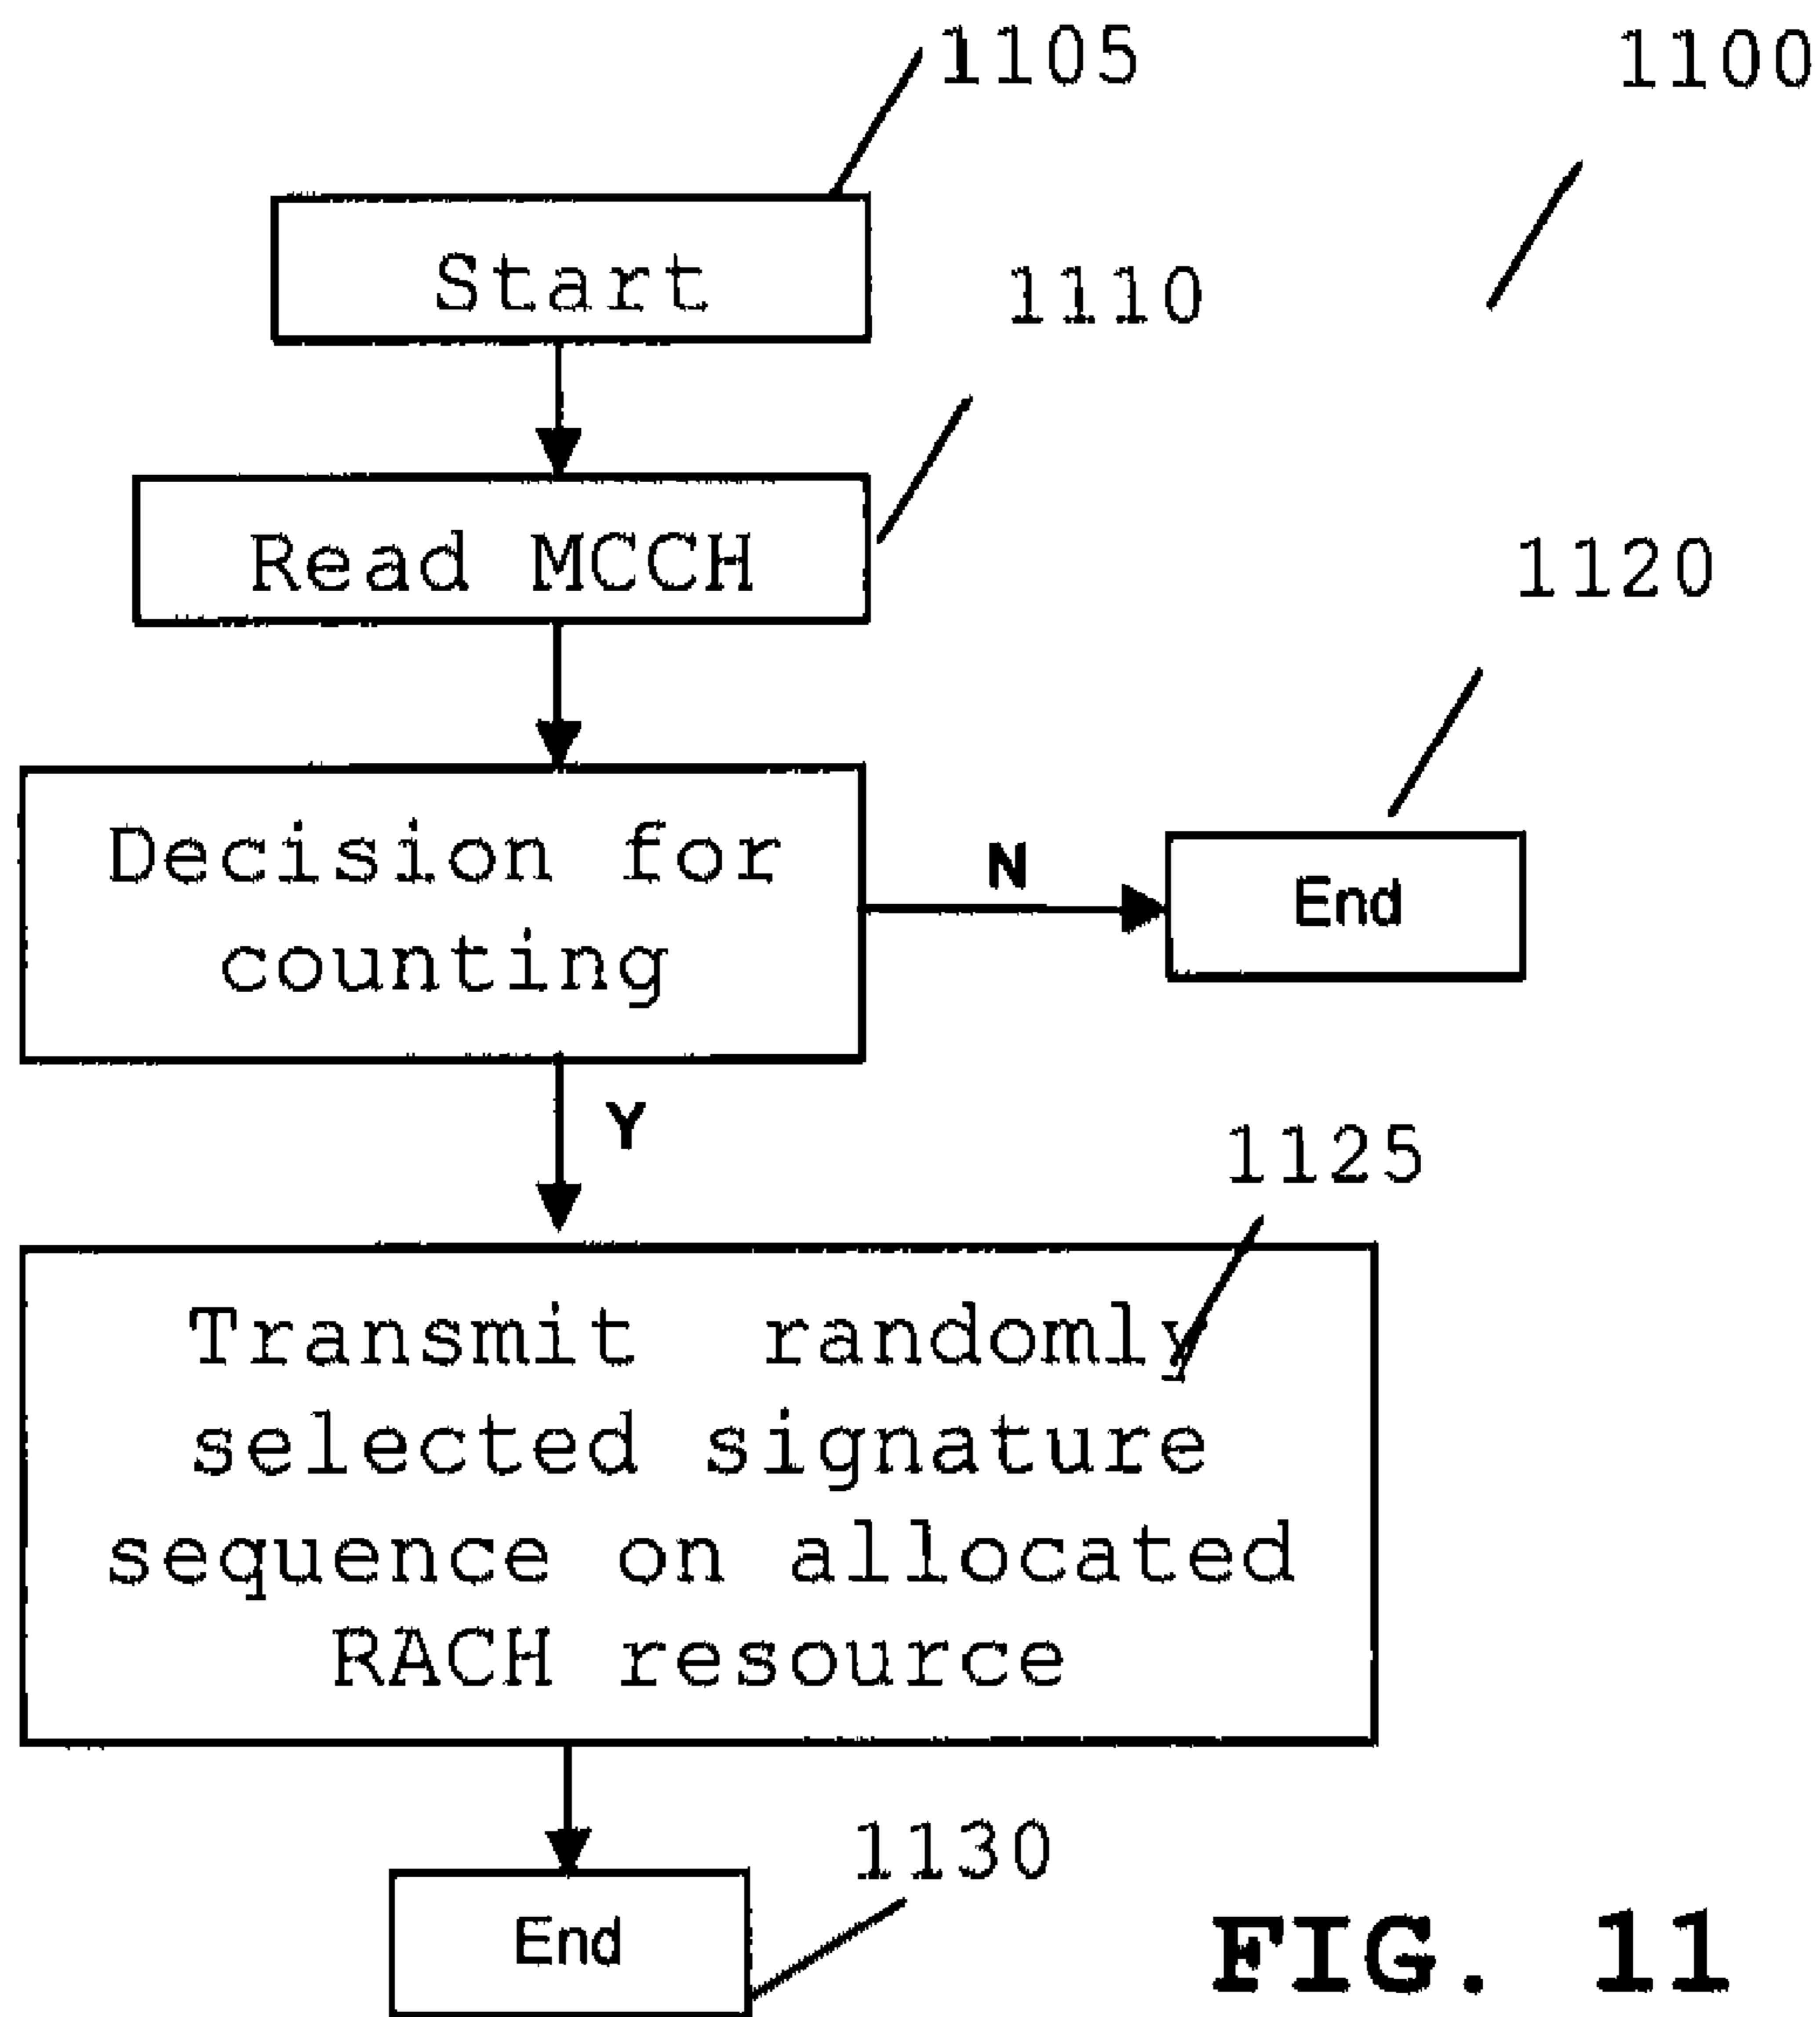 1105
1100
Start
1110
Read MCCH
1120
Decision for
counting
N
End
Y
1125
Transmit randomly
selected signature
sequence on allocated
RACH resource
1130
End
FIG. 11